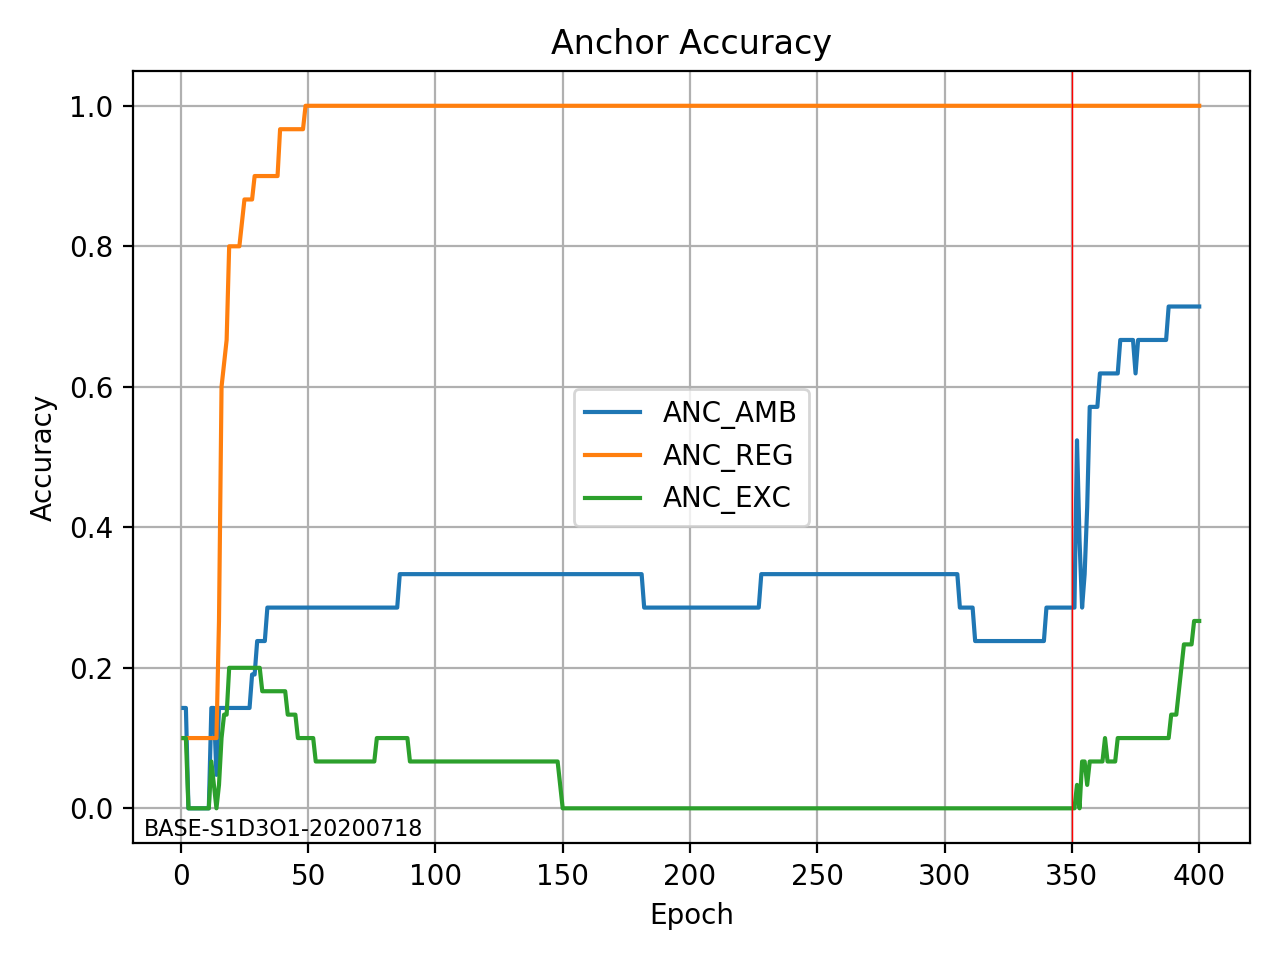 Anchor Accuracy
1.0
0.8
0.6
0.4
0.2
0.0
Accuracy
ANC_AMB
ANC_REG
ANC_EXC
BASE-S1D3O1-20200718
0 50 100 150 200 250 300 350 400
Epoch